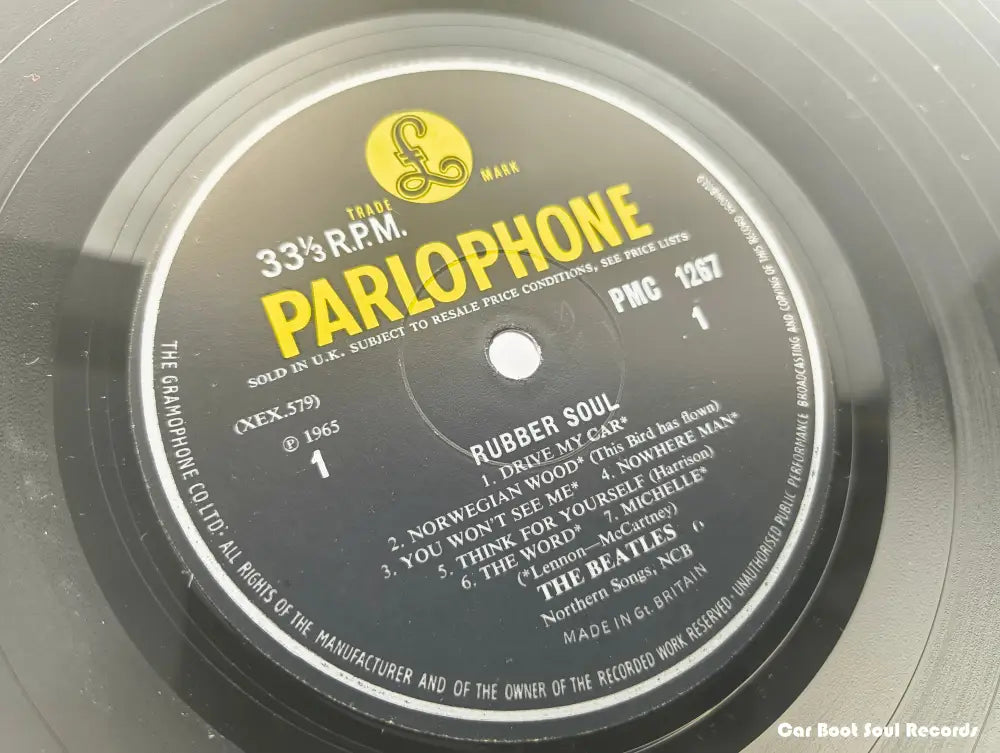 £
TRADE MARK
33⅓ R.P.M.
PARLOPHONE
SOLD IN U.K. SUBJECT TO RESALE PRICE CONDITIONS, SEE PRICE LISTS
PMC 1267
1
(XEX.579)
℗ 1965
1
RUBBER SOUL
1. DRIVE MY CAR*
2. NORWEGIAN WOOD* (This Bird has flown)
3. YOU WON'T SEE ME* 4. NOWHERE MAN*
5. THINK FOR YOURSELF (Harrison)
6. THE WORD* 7. MICHELLE*
(*Lennon—McCartney)
THE BEATLES
Northern Songs, NCB
MADE IN Gt. BRITAIN
THE GRAMOPHONE CO. LTD. ALL RIGHTS OF THE MANUFACTURER AND OF THE OWNER OF THE RECORDED WORK RESERVED · UNAUTHORISED PUBLIC PERFORMANCE BROADCASTING AND COPYING OF THIS RECORD PROHIBITED
Car Boot Soul Records